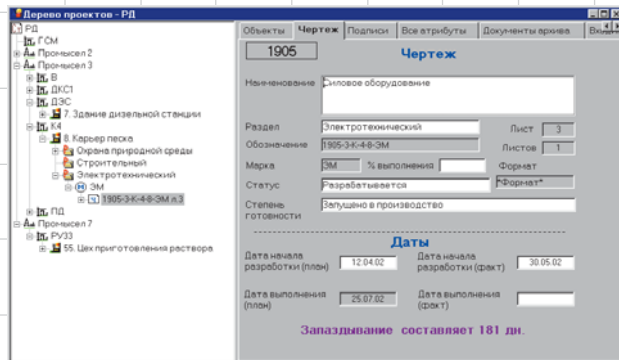 Дерево проектов - РД
РД
ГСМ
Промысел 2
Промысел 3
В
ДКС1
ДЭС
7. Здание дизельной станции
К4
8. Карьер песка
Охрана природной среды
Строительный
Электротехнический
ЭМ
1905-3-К-4-8-ЭМ л.3
ПД
Промысел 7
РУ33
55. Цех приготовления раствора
Объекты Чертеж Подписи Все атрибуты Документы архива
1905 Чертеж
Наименование Силовое оборудование
Раздел Электротехнический Лист 3
Обозначение 1905-3-К-4-8-ЭМ Листов 1
Марка ЭМ % выполнения Формат
Статус Разрабатывается *Формат*
Степень готовности Запущено в производство
Даты
Дата начала разработки (план) 12.04.02 Дата начала разработки (факт) 30.05.02
Дата выполнения (план) 25.07.02 Дата выполнения (факт)
Запаздывание составляет 181 дн.